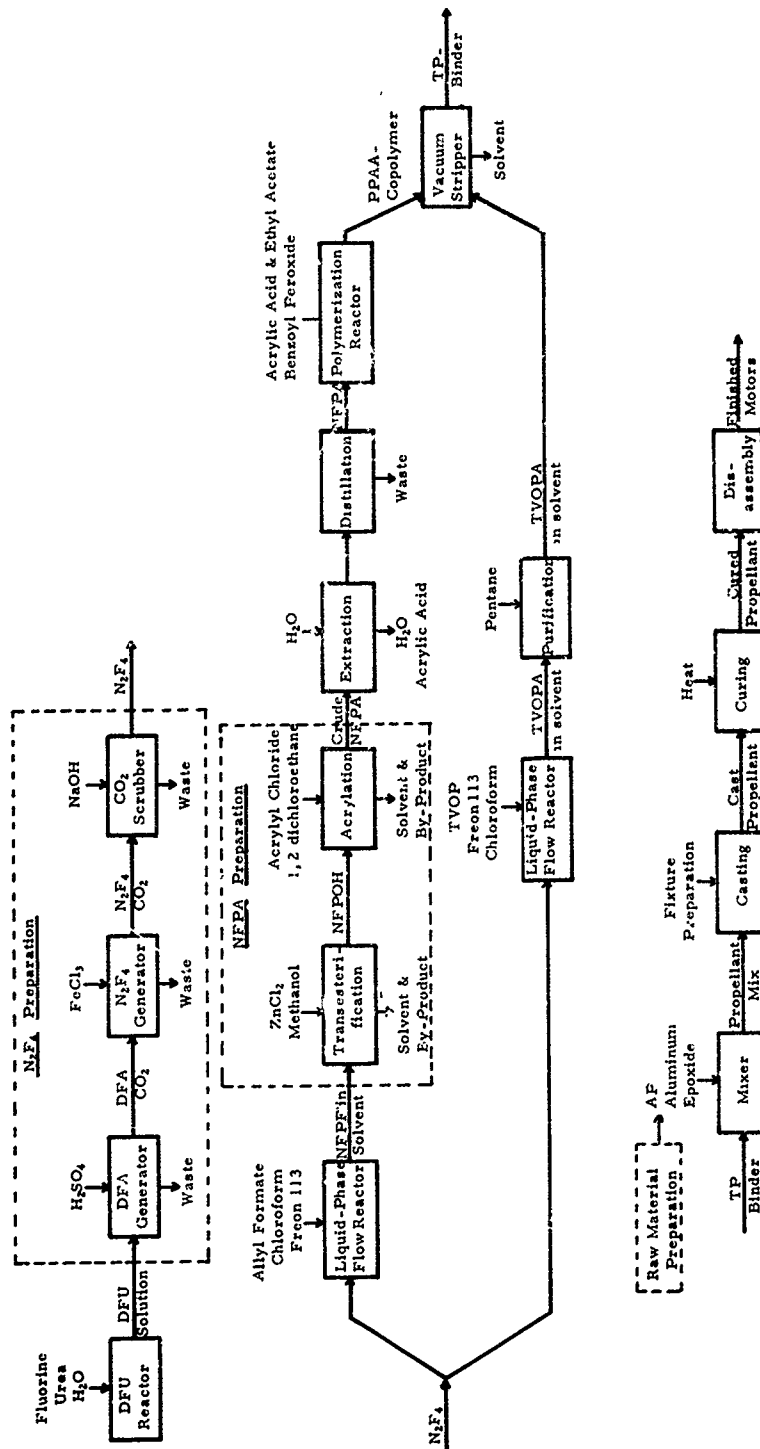 Fluorine
Urea
H₂O
DFU
Reactor
DFU
Solution
N₂F₄ Preparation
H₂SO₄
DFA
Generator
Waste
DFA
CO₂
FeCl₃
N₂F₄
Generator
Waste
N₂F₄
CO₂
NaOH
CO₂
Scrubber
Waste
N₂F₄
N₂F₄
Allyl Formate
Chloroform
Freon 113
Liquid-Phase
Flow Reactor
NFPF in
Solvent
NFPA Preparation
ZnCl₂
Methanol
Transesteri-
fication
Solvent &
By-Product
NFPOH
Acrylyl Chloride
1,2 dichloroethane
Acrylation
Solvent &
By-Product
Crude
NFPA
H₂O
Extraction
H₂O
Acrylic Acid
Distillation
Waste
NFPA
Acrylic Acid & Ethyl Acetate
Benzoyl Peroxide
Polymerization
Reactor
PPAA-
Copolymer
TVOP
Freon 113
Chloroform
Liquid-Phase
Flow Reactor
TVOPA
in solvent
Pentane
Purification
TVOPA
in solvent
Vacuum
Stripper
Solvent
TP-
Binder
Raw Material
Preparation
AP
Aluminum
Epoxide
TP
Binder
Mixer
Propellant
Mix
Fixture
Preparation
Casting
Cast
Propellant
Heat
Curing
Cured
Propellant
Dis-
assembly
Finished
Motors